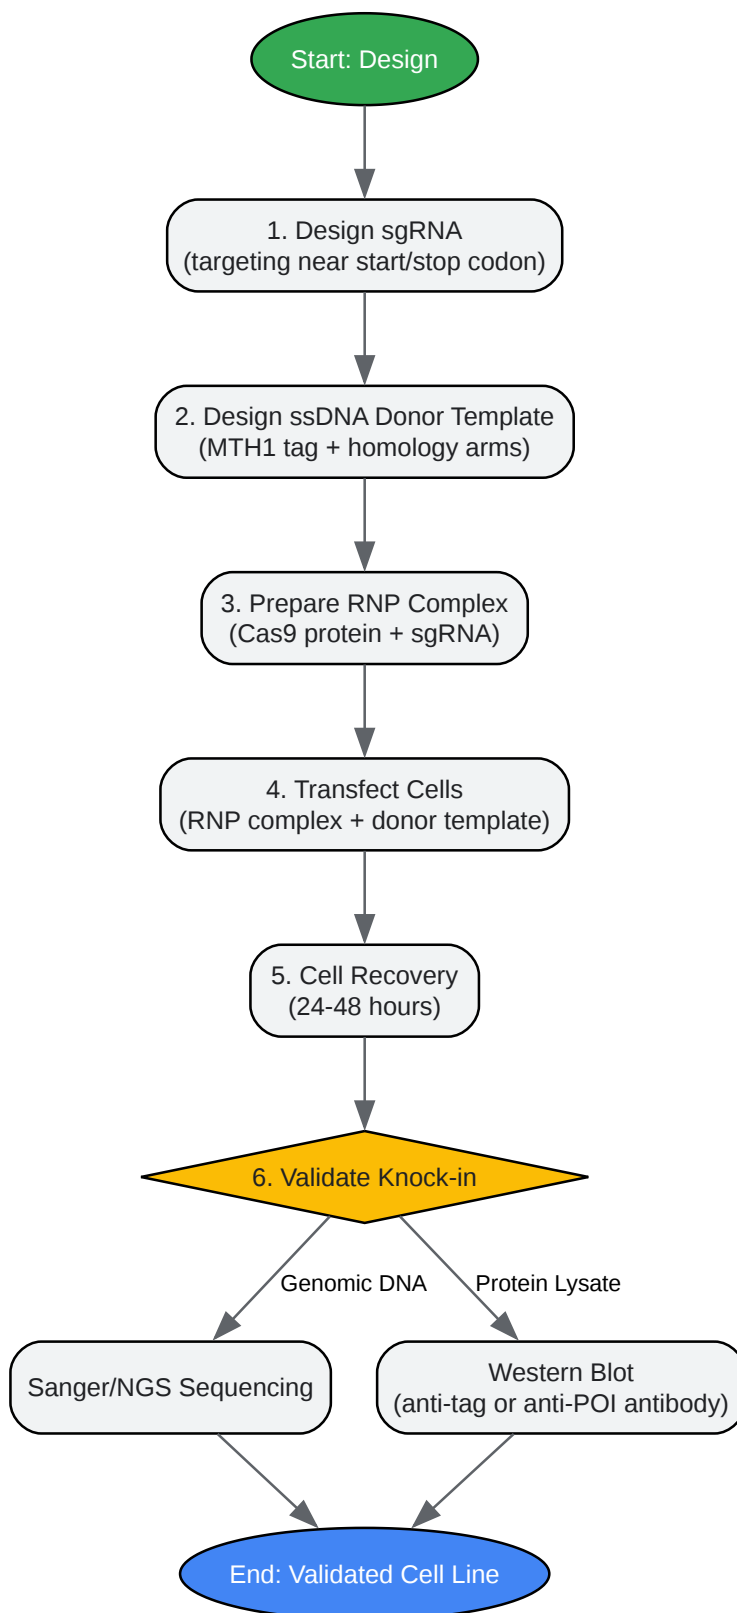 Start: Design
1. Design sgRNA
(targeting near start/stop codon)
2. Design ssDNA Donor Template
(MTH1 tag + homology arms)
3. Prepare RNP Complex
(Cas9 protein + sgRNA)
4. Transfect Cells
(RNP complex + donor template)
5. Cell Recovery
(24-48 hours)
6. Validate Knock-in
Genomic DNA
Protein Lysate
Sanger/NGS Sequencing
Western Blot
(anti-tag or anti-POI antibody)
End: Validated Cell Line